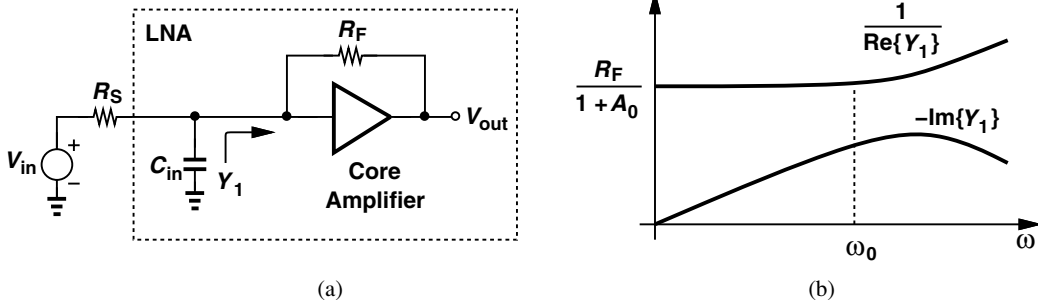 LNA
R_F
R_S
V_in
+
−
C_in
Y_1
V_out
Core
Amplifier
(a)
1
Re{Y_1}
R_F
1 + A_0
−Im{Y_1}
ω_0
ω
(b)